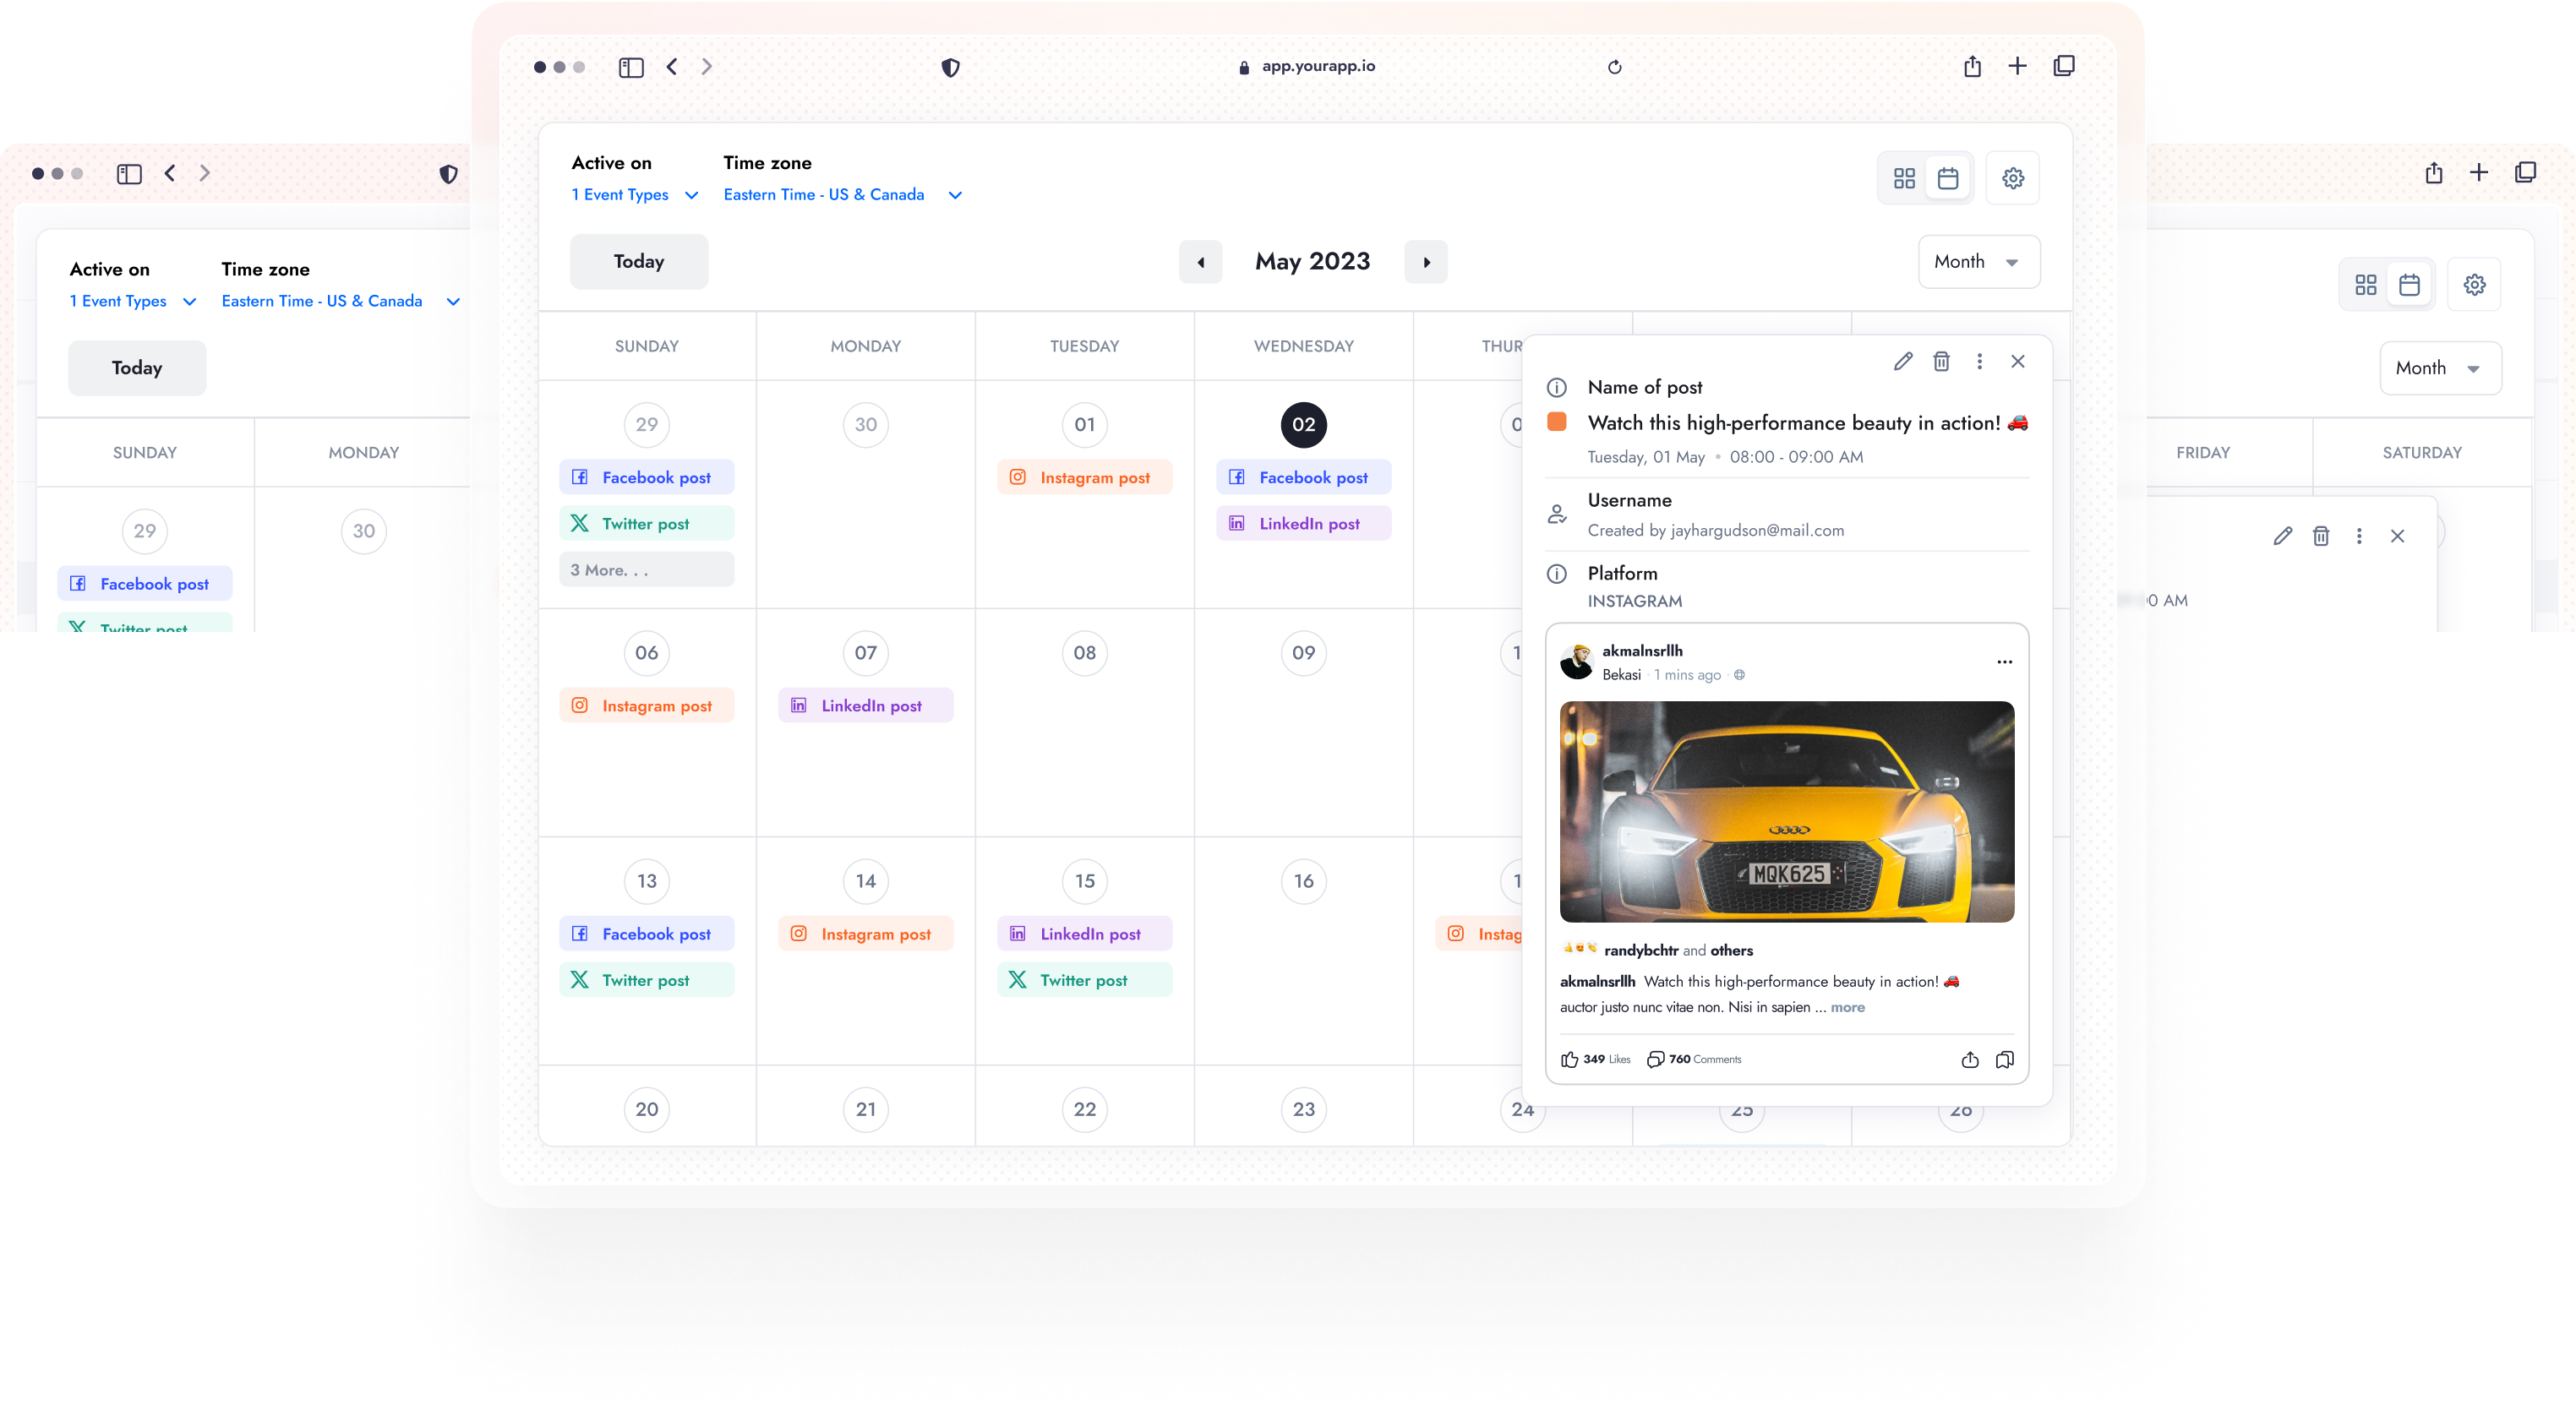 app.yourapp.io
Active on Time zone
1 Event Types Eastern Time - US & Canada
Today May 2023 Month
SUNDAY MONDAY TUESDAY WEDNESDAY THUR
29 30 01 02 0
Facebook post Instagram post Facebook post
Twitter post LinkedIn post
3 More. . .
06 07 08 09 1
Instagram post LinkedIn post
13 14 15 16 1
Facebook post Instagram post LinkedIn post Instag
Twitter post Twitter post
20 21 22 23 24 25 26
Name of post
Watch this high-performance beauty in action! 🚗
Tuesday, 01 May • 08:00 - 09:00 AM
Username
Created by jayhargudson@mail.com
Platform
INSTAGRAM
akmalnsrllh
Bekasi · 1 mins ago ·
MQK625
randybchtr and others
akmalnsrllh Watch this high-performance beauty in action! 🚗
auctor justo nunc vitae non. Nisi in sapien ... more
349 Likes 760 Comments
Active on Time zone
1 Event Types Eastern Time - US & Canada
Today
SUNDAY MONDAY
29 30
Facebook post
Twitter post
Month
FRIDAY SATURDAY
0 AM